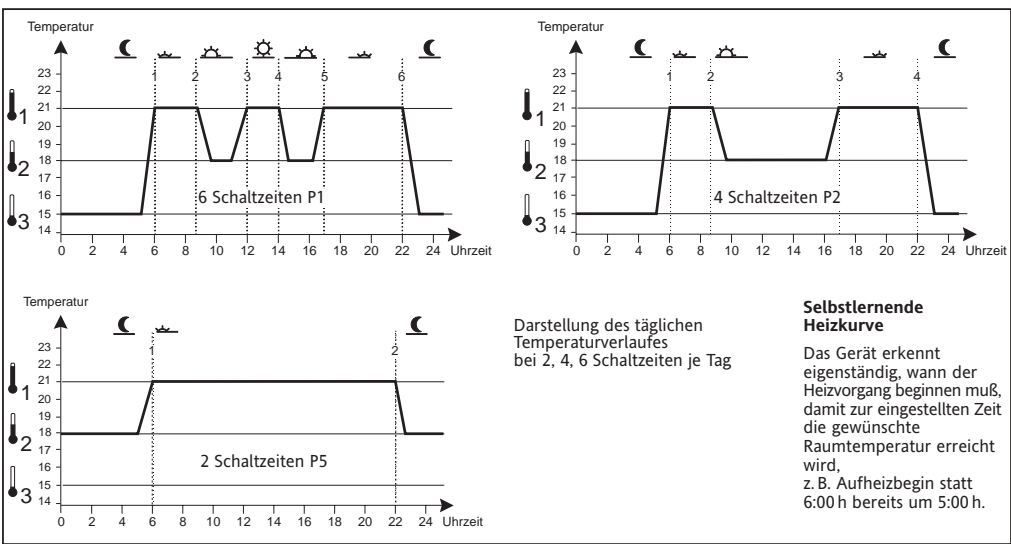 Temperatur
1 2 3 4 5 6
23
22
21
20
19
18
17
16
15
14
1
2
3
6 Schaltzeiten P1
0 2 4 6 8 10 12 14 16 18 20 22 24 Uhrzeit
Temperatur
1 2 3 4
23
22
21
20
19
18
17
16
15
14
1
2
3
4 Schaltzeiten P2
0 2 4 6 8 10 12 14 16 18 20 22 24 Uhrzeit
Temperatur
1 2
23
22
21
20
19
18
17
16
15
14
1
2
3
2 Schaltzeiten P5
0 2 4 6 8 10 12 14 16 18 20 22 24 Uhrzeit
Darstellung des täglichen
Temperaturverlaufes
bei 2, 4, 6 Schaltzeiten je Tag
Selbstlernende
Heizkurve
Das Gerät erkennt
eigenständig, wann der
Heizvorgang beginnen muß,
damit zur eingestellten Zeit
die gewünschte
Raumtemperatur erreicht
wird,
z. B. Aufheizbegin statt
6:00 h bereits um 5:00 h.